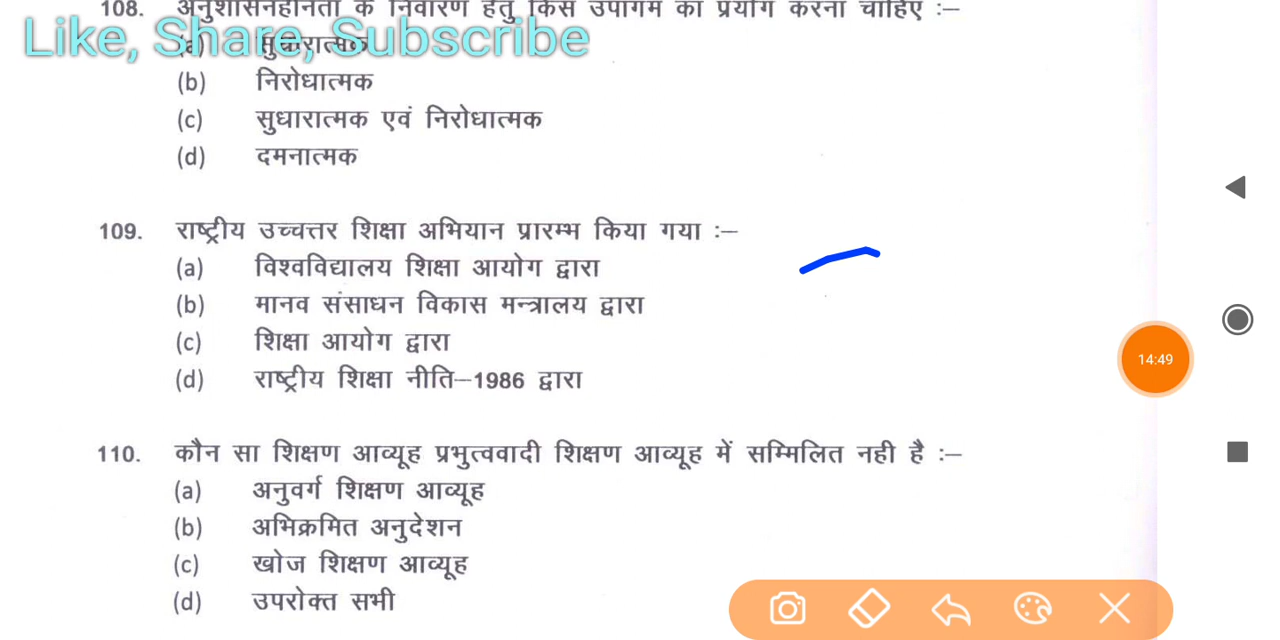 108. अनुशासनहीनता के निवारण हेतु किस उपागम का प्रयोग करना चाहिए :–
Like, Share, Subscribe
(a) सुधारात्मक
(b) निरोधात्मक
(c) सुधारात्मक एवं निरोधात्मक
(d) दमनात्मक
109. राष्ट्रीय उच्चत्तर शिक्षा अभियान प्रारम्भ किया गया :–
(a) विश्वविद्यालय शिक्षा आयोग द्वारा
(b) मानव संसाधन विकास मन्त्रालय द्वारा
(c) शिक्षा आयोग द्वारा
(d) राष्ट्रीय शिक्षा नीति–1986 द्वारा
14:49
110. कौन सा शिक्षण आव्यूह प्रभुत्ववादी शिक्षण आव्यूह में सम्मिलित नही है :–
(a) अनुवर्ग शिक्षण आव्यूह
(b) अभिक्रमित अनुदेशन
(c) खोज शिक्षण आव्यूह
(d) उपरोक्त सभी